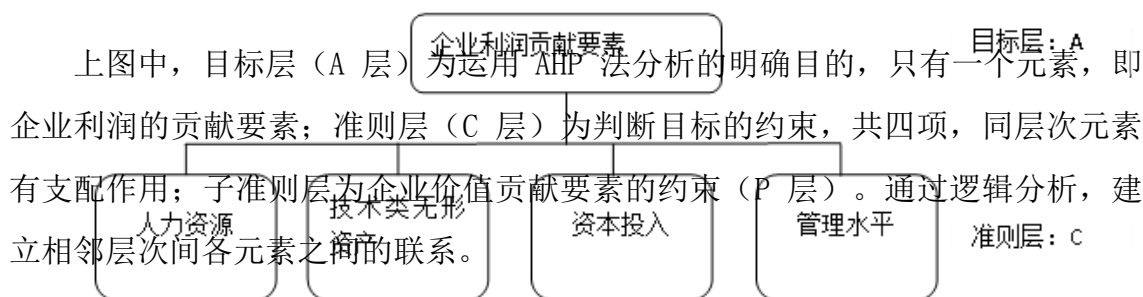 企业利润贡献要素
目标层：A
上图中，目标层（A 层）为运用 AHP 法分析的明确目的，只有一个元素，即
企业利润的贡献要素；准则层（C 层）为判断目标的约束，共四项，同层次元素
有支配作用；子准则层为企业价值贡献要素的约束（P 层）。通过逻辑分析，建
立相邻层次间各元素之间的联系。
人力资源
技术类无形
资产
资本投入
管理水平
准则层：C